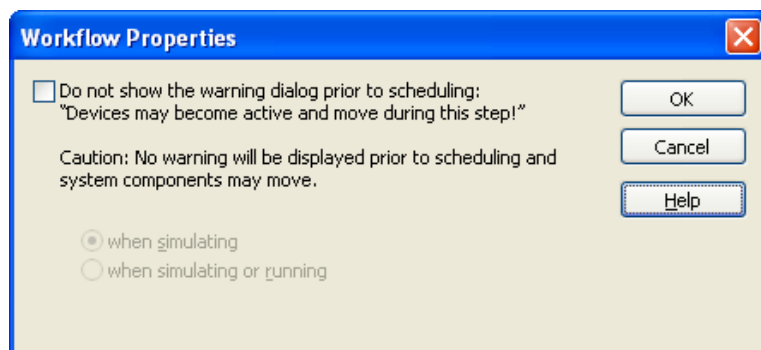 Workflow Properties
Do not show the warning dialog prior to scheduling:
"Devices may become active and move during this step!"
OK
Cancel
Caution: No warning will be displayed prior to scheduling and
system components may move.
Help
when simulating
when simulating or running